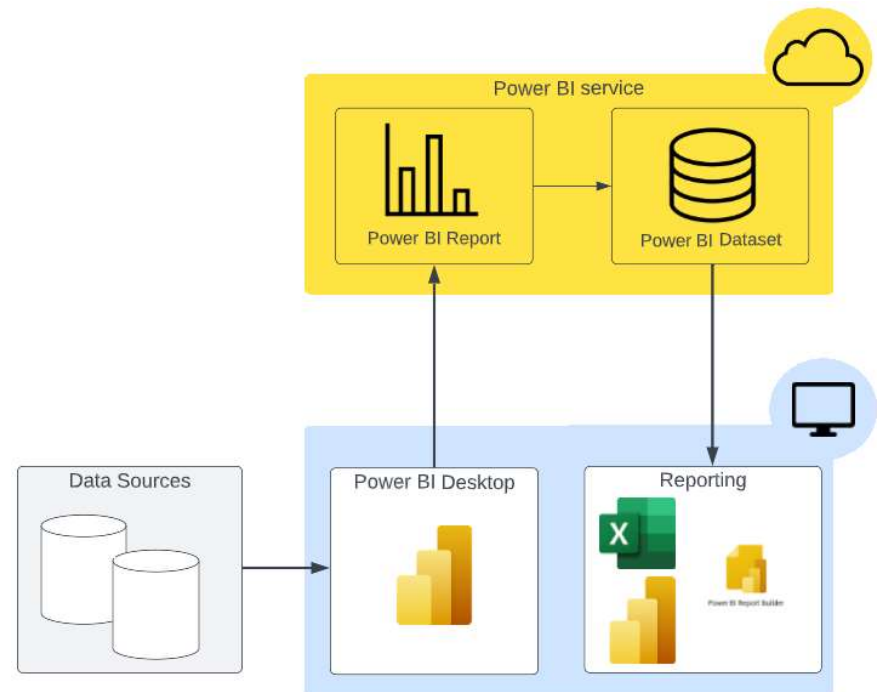 Power BI service
Power BI Report
Power BI Dataset
Data Sources
Power BI Desktop
Reporting
X
Power BI Report Builder